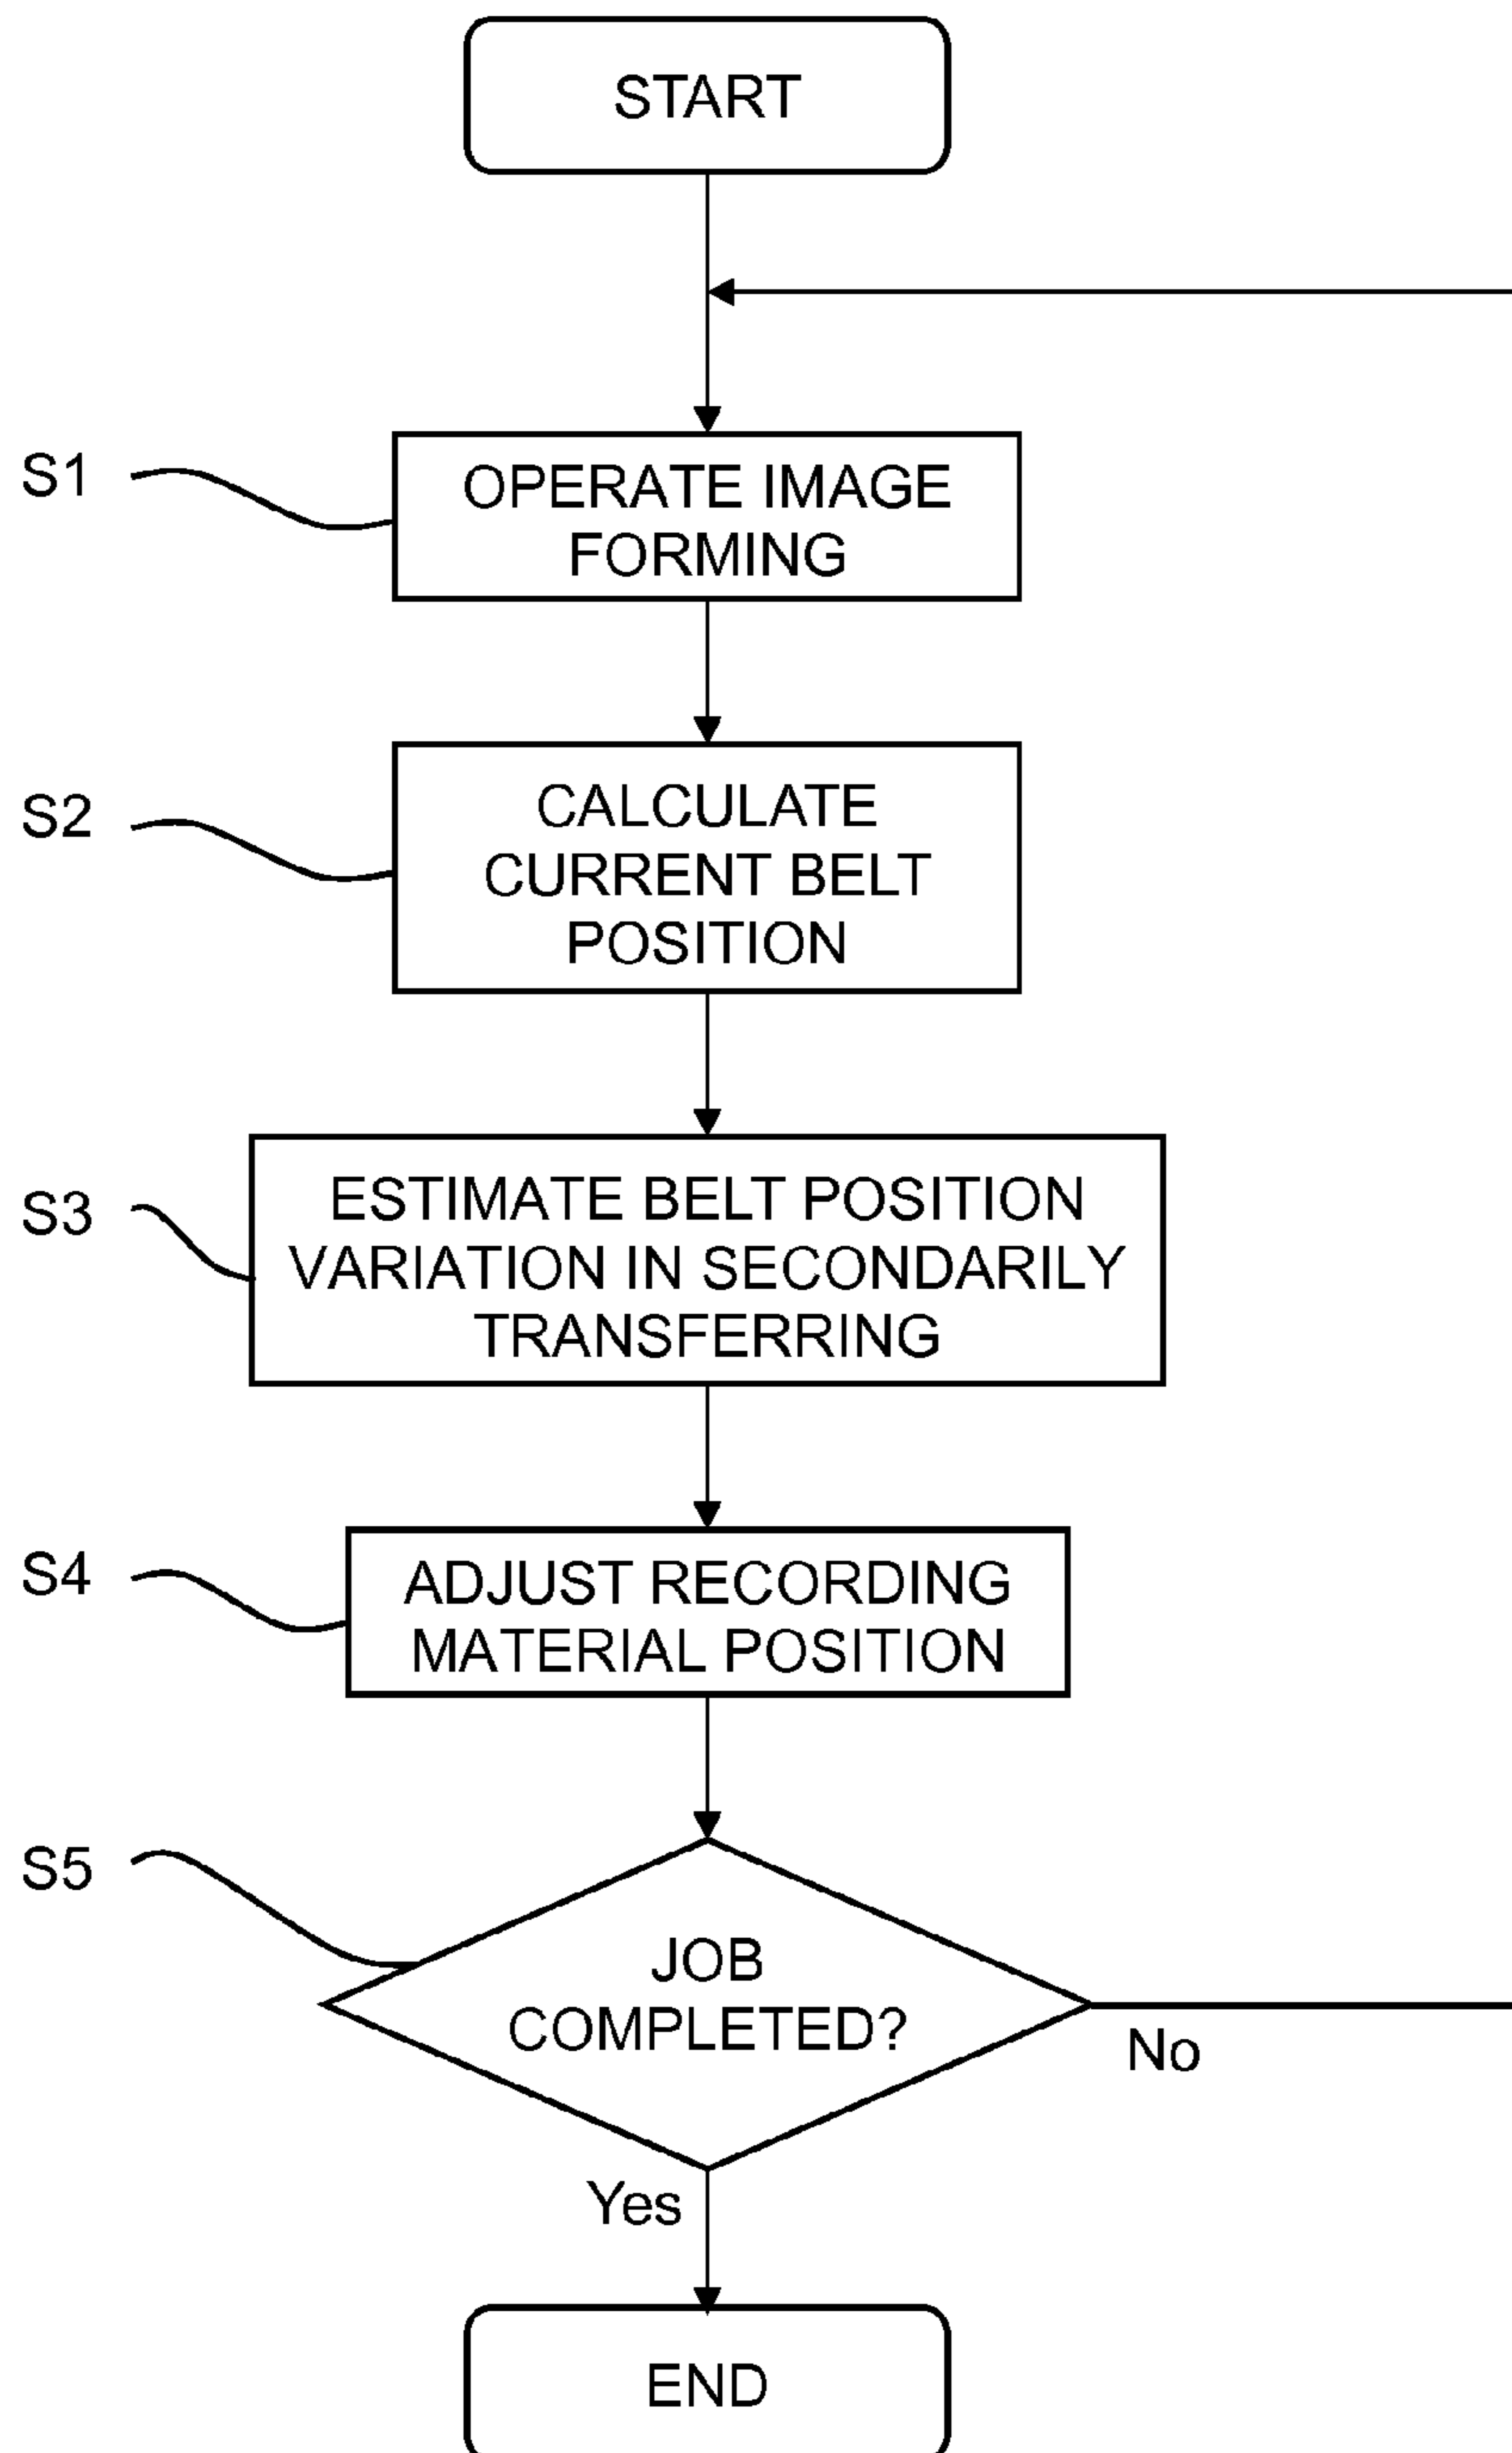 START
S1
OPERATE IMAGE
FORMING
S2
CALCULATE
CURRENT BELT
POSITION
S3
ESTIMATE BELT POSITION
VARIATION IN SECONDARILY
TRANSFERRING
S4
ADJUST RECORDING
MATERIAL POSITION
S5
JOB
COMPLETED?
No
Yes
END